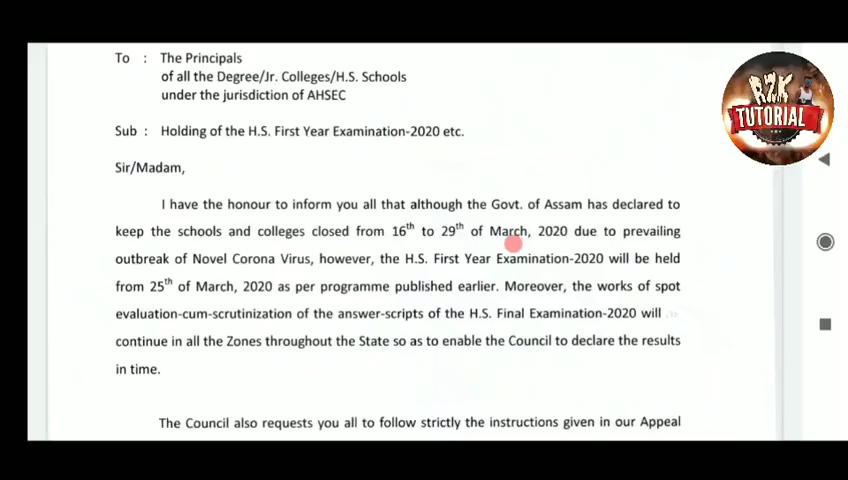 To : The Principals
of all the Degree/Jr. Colleges/H.S. Schools
under the jurisdiction of AHSEC
Sub : Holding of the H.S. First Year Examination-2020 etc.
Sir/Madam,
I have the honour to inform you all that although the Govt. of Assam has declared to
keep the schools and colleges closed from 16th to 29th of March, 2020 due to prevailing
outbreak of Novel Corona Virus, however, the H.S. First Year Examination-2020 will be held
from 25th of March, 2020 as per programme published earlier. Moreover, the works of spot
evaluation-cum-scrutinization of the answer-scripts of the H.S. Final Examination-2020 will
continue in all the Zones throughout the State so as to enable the Council to declare the results
in time.
The Council also requests you all to follow strictly the instructions given in our Appeal
RZK
TUTORIAL